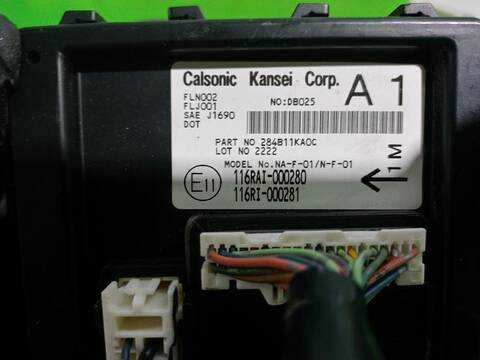 Calsonic Kansei Corp.
A 1
FLN002
FLJ001
NO:DB025
SAE J1690
DOT
PART NO 284B11KA0C
LOT NO 2222
MODEL No.NA-F-01/N-F-01
E11
116RAI-000280
116RI-000281
1M